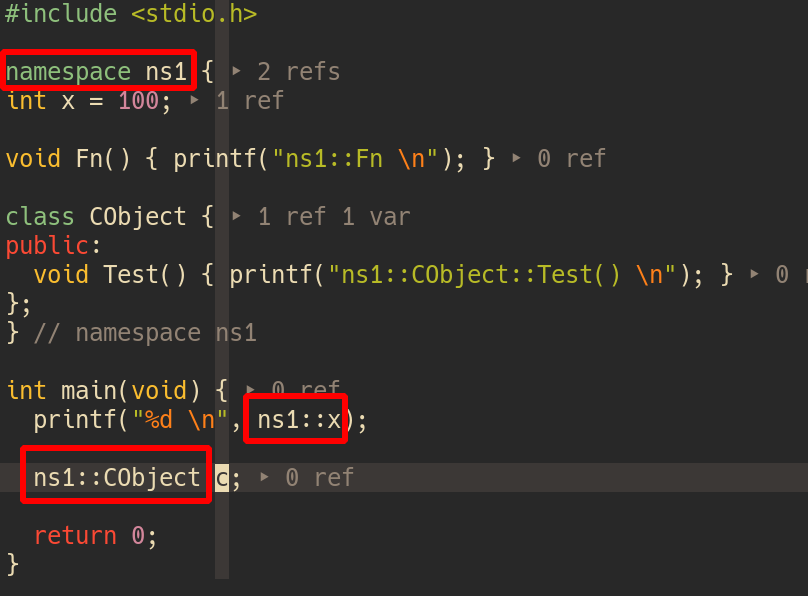 #include <stdio.h>
namespace ns1 { ‣ 2 refs
int x = 100; ‣ 1 ref
void Fn() { printf("ns1::Fn \n"); } ‣ 0 ref
class CObject { ‣ 1 ref 1 var
public:
void Test() { printf("ns1::CObject::Test() \n"); } ‣ 0
};
} // namespace ns1
int main(void) { ‣ 0 ref
printf("%d \n", ns1::x);
ns1::CObject c; ‣ 0 ref
return 0;
}